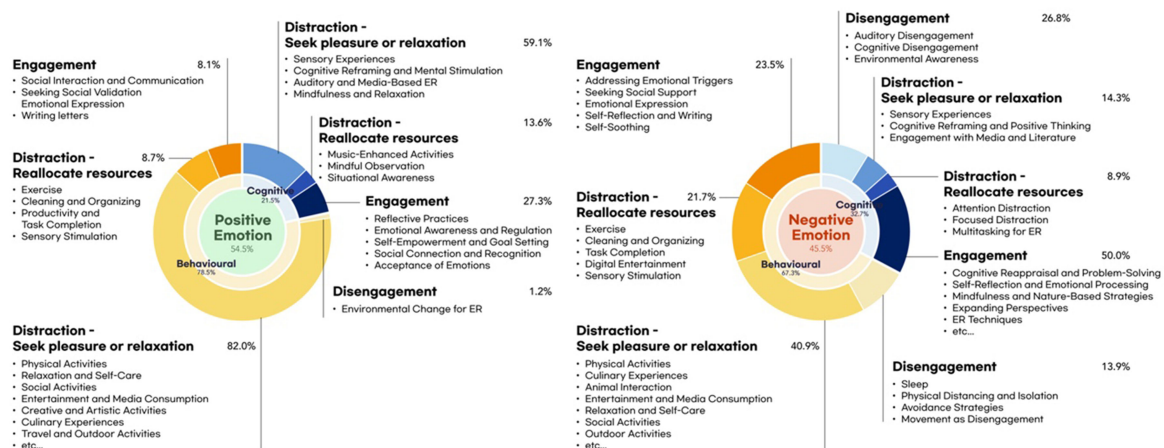 Distraction -
Seek pleasure or relaxation 59.1%
• Sensory Experiences
• Cognitive Reframing and Mental Stimulation
• Auditory and Media-Based ER
• Mindfulness and Relaxation
Engagement 8.1%
• Social Interaction and Communication
• Seeking Social Validation
Emotional Expression
• Writing letters
Distraction - 13.6%
Reallocate resources
• Music-Enhanced Activities
• Mindful Observation
• Situational Awareness
Distraction - 8.7%
Reallocate resources
• Exercise
• Cleaning and Organizing
• Productivity and
Task Completion
• Sensory Stimulation
Cognitive
21.5%
Positive
Emotion
54.5%
Behavioural
78.5%
Engagement 27.3%
• Reflective Practices
• Emotional Awareness and Regulation
• Self-Empowerment and Goal Setting
• Social Connection and Recognition
• Acceptance of Emotions
Disengagement 1.2%
• Environmental Change for ER
Distraction -
Seek pleasure or relaxation 82.0%
• Physical Activities
• Relaxation and Self-Care
• Social Activities
• Entertainment and Media Consumption
• Creative and Artistic Activities
• Culinary Experiences
• Travel and Outdoor Activities
• etc...
Disengagement 26.8%
• Auditory Disengagement
• Cognitive Disengagement
• Environmental Awareness
Engagement 23.5%
• Addressing Emotional Triggers
• Seeking Social Support
• Emotional Expression
• Self-Reflection and Writing
• Self-Soothing
Distraction -
Seek pleasure or relaxation 14.3%
• Sensory Experiences
• Cognitive Reframing and Positive Thinking
• Engagement with Media and Literature
Distraction - 21.7%
Reallocate resources
• Exercise
• Cleaning and Organizing
• Task Completion
• Digital Entertainment
• Sensory Stimulation
Cogniti
32.7%
Negative
Emotion
45.5%
Behavioural
67.3%
Distraction - 8.9%
Reallocate resources
• Attention Distraction
• Focused Distraction
• Multitasking for ER
Engagement 50.0%
• Cognitive Reappraisal and Problem-Solving
• Self-Reflection and Emotional Processing
• Mindfulness and Nature-Based Strategies
• Expanding Perspectives
• ER Techniques
• etc...
Distraction -
Seek pleasure or relaxation 40.9%
• Physical Activities
• Culinary Experiences
• Animal Interaction
• Entertainment and Media Consumption
• Relaxation and Self-Care
• Social Activities
• Outdoor Activities
• etc...
Disengagement 13.9%
• Sleep
• Physical Distancing and Isolation
• Avoidance Strategies
• Movement as Disengagement